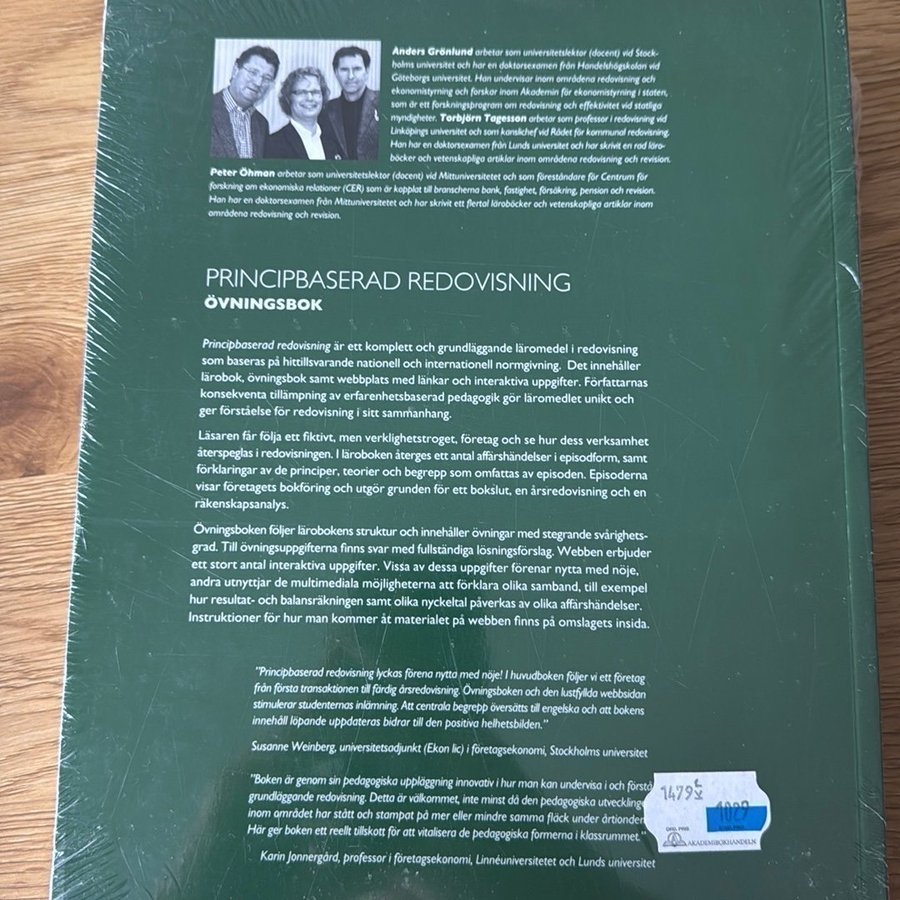 Anders Grönlund arbetar som universitetslektor (docent) vid Stock-
holms universitet och har en doktorsexamen från Handelshögskolan vid
Göteborgs universitet. Han undervisar inom områdena redovisning och
ekonomistyrning och forskar inom Akademin för ekonomistyrning i staten,
som är ett forskningsprogram om redovisning och effektivitet vid statliga
myndigheter. Torbjörn Tagesson arbetar som professor i redovisning vid
Linköpings universitet och som kanslichef vid Rådet för kommunal redovisning.
Han har en doktorsexamen från Lunds universitet och har skrivit en rad läro-
böcker och vetenskapliga artiklar inom områdena redovisning och revision.
Peter Öhman arbetar som universitetslektor (docent) vid Mittuniversitetet och som föreståndare för Centrum för
forskning om ekonomiska relationer (CER) som är kopplat till branscherna bank, fastighet, försäkring, pension och revision.
Han har en doktorsexamen från Mittuniversitetet och har skrivit ett flertal läroböcker och vetenskapliga artiklar inom
områdena redovisning och revision.
PRINCIPBASERAD REDOVISNING
ÖVNINGSBOK
Principbaserad redovisning är ett komplett och grundläggande läromedel i redovisning
som baseras på hittillsvarande nationell och internationell normgivning. Det innehåller
lärobok, övningsbok samt webbplats med länkar och interaktiva uppgifter. Författarnas
konsekventa tillämpning av erfarenhetsbaserad pedagogik gör läromedlet unikt och
ger förståelse för redovisning i sitt sammanhang.
Läsaren får följa ett fiktivt, men verklighetstroget, företag och se hur dess verksamhet
återspeglas i redovisningen. I läroboken återges ett antal affärshändelser i episodform, samt
förklaringar av de principer, teorier och begrepp som omfattas av episoden. Episoderna
visar företagets bokföring och utgör grunden för ett bokslut, en årsredovisning och en
räkenskapsanalys.
Övningsboken följer lärobokens struktur och innehåller övningar med stegrande svårighets-
grad. Till övningsuppgifterna finns svar med fullständiga lösningsförslag. Webben erbjuder
ett stort antal interaktiva uppgifter. Vissa av dessa uppgifter förenar nytta med nöje,
andra utnyttjar de multimediala möjligheterna att förklara olika samband, till exempel
hur resultat- och balansräkningen samt olika nyckeltal påverkas av olika affärshändelser.
Instruktioner för hur man kommer åt materialet på webben finns på omslagets insida.
"Principbaserad redovisning lyckas förena nytta med nöje! I huvudboken följer vi ett företag
från första transaktionen till färdig årsredovisning. Övningsboken och den lustfyllda webbsidan
stimulerar studenternas inlärning. Att centrala begrepp översätts till engelska och att bokens
innehåll löpande uppdateras bidrar till den positiva helhetsbilden."
Susanne Weinberg, universitetsadjunkt (Ekon lic) i företagsekonomi, Stockholms universitet
"Boken är genom sin pedagogiska uppläggning innovativ i hur man kan undervisa i och förstå
grundläggande redovisning. Detta är välkommet, inte minst då den pedagogiska utvecklinge
inom området har stått och stampat på mer eller mindre samma fläck under årtionden
Här ger boken ett reellt tillskott för att vitalisera de pedagogiska formerna i klassrummet."
Karin Jonnergård, professor i företagsekonomi, Linnéuniversitetet och Lunds universitet
1479
1027
ORD. PRIS
AKADEMIBOKHANDELN